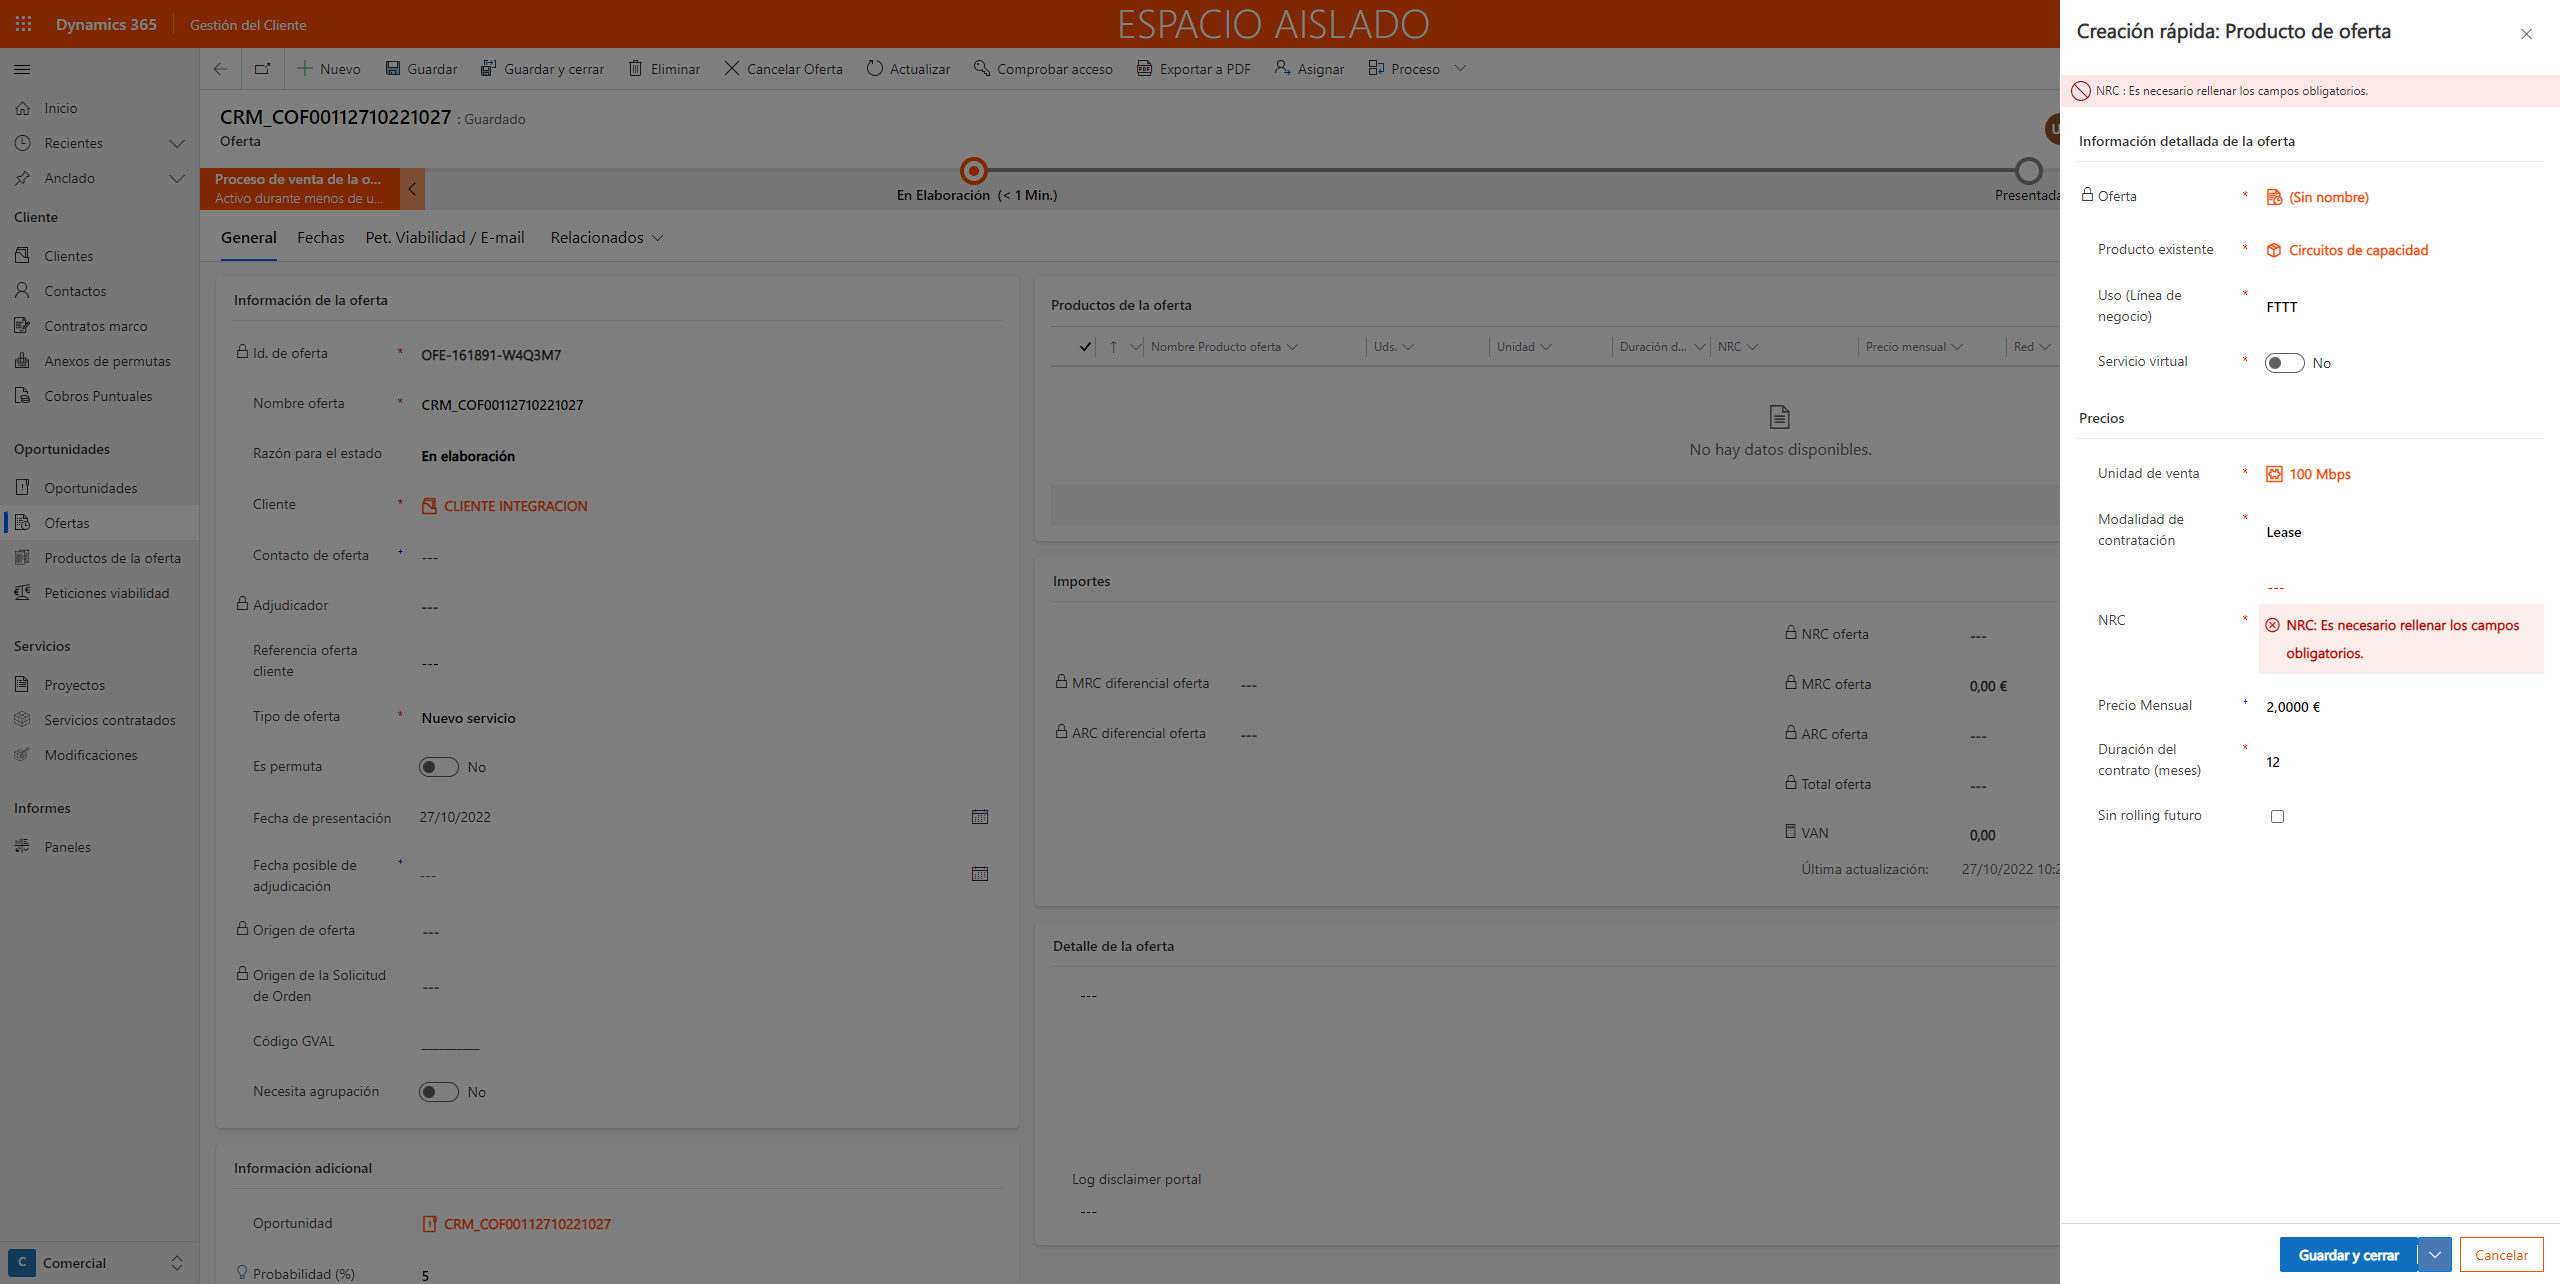 Dynamics 365
Gestión del Cliente
ESPACIO AISLADO
Nuevo
Guardar
Guardar y cerrar
Eliminar
Cancelar Oferta
Actualizar
Comprobar acceso
Exportar a PDF
Asignar
Proceso
Inicio
Recientes
Anclado
Cliente
Clientes
Contactos
Contratos marco
Anexos de permutas
Cobros Puntuales
Oportunidades
Oportunidades
Ofertas
Productos de la oferta
Peticiones viabilidad
Servicios
Proyectos
Servicios contratados
Modificaciones
Informes
Paneles
C Comercial
CRM_COF00112710221027 : Guardado
Oferta
U
Proceso de venta de la o...
Activo durante menos de u...
En Elaboración (< 1 Min.)
Presentada
General
Fechas
Pet. Viabilidad / E-mail
Relacionados
Información de la oferta
Id. de oferta * OFE-161891-W4Q3M7
Nombre oferta * CRM_COF00112710221027
Razón para el estado En elaboración
Cliente * CLIENTE INTEGRACION
Contacto de oferta + ---
Adjudicador ---
Referencia oferta
cliente
---
Tipo de oferta * Nuevo servicio
Es permuta No
Fecha de presentación 27/10/2022
Fecha posible de
adjudicación
+ ---
Origen de oferta ---
Origen de la Solicitud
de Orden
---
Código GVAL ________
Necesita agrupación No
Información adicional
Oportunidad CRM_COF00112710221027
Probabilidad (%) 5
Productos de la oferta
Nombre Producto oferta
Uds.
Unidad
Duración d...
NRC
Precio mensual
Red
No hay datos disponibles.
Importes
NRC oferta ---
MRC diferencial oferta ---
MRC oferta 0,00 €
ARC diferencial oferta ---
ARC oferta ---
Total oferta ---
VAN 0,00
Última actualización: 27/10/2022 10:2
Detalle de la oferta
---
Log disclaimer portal
---
Creación rápida: Producto de oferta
NRC : Es necesario rellenar los campos obligatorios.
Información detallada de la oferta
Oferta * (Sin nombre)
Producto existente * Circuitos de capacidad
Uso (Línea de
negocio)
* FTTT
Servicio virtual * No
Precios
Unidad de venta * 100 Mbps
Modalidad de
contratación
* Lease
---
NRC *
NRC: Es necesario rellenar los campos
obligatorios.
Precio Mensual + 2,0000 €
Duración del
contrato (meses)
* 12
Sin rolling futuro
Guardar y cerrar
Cancelar